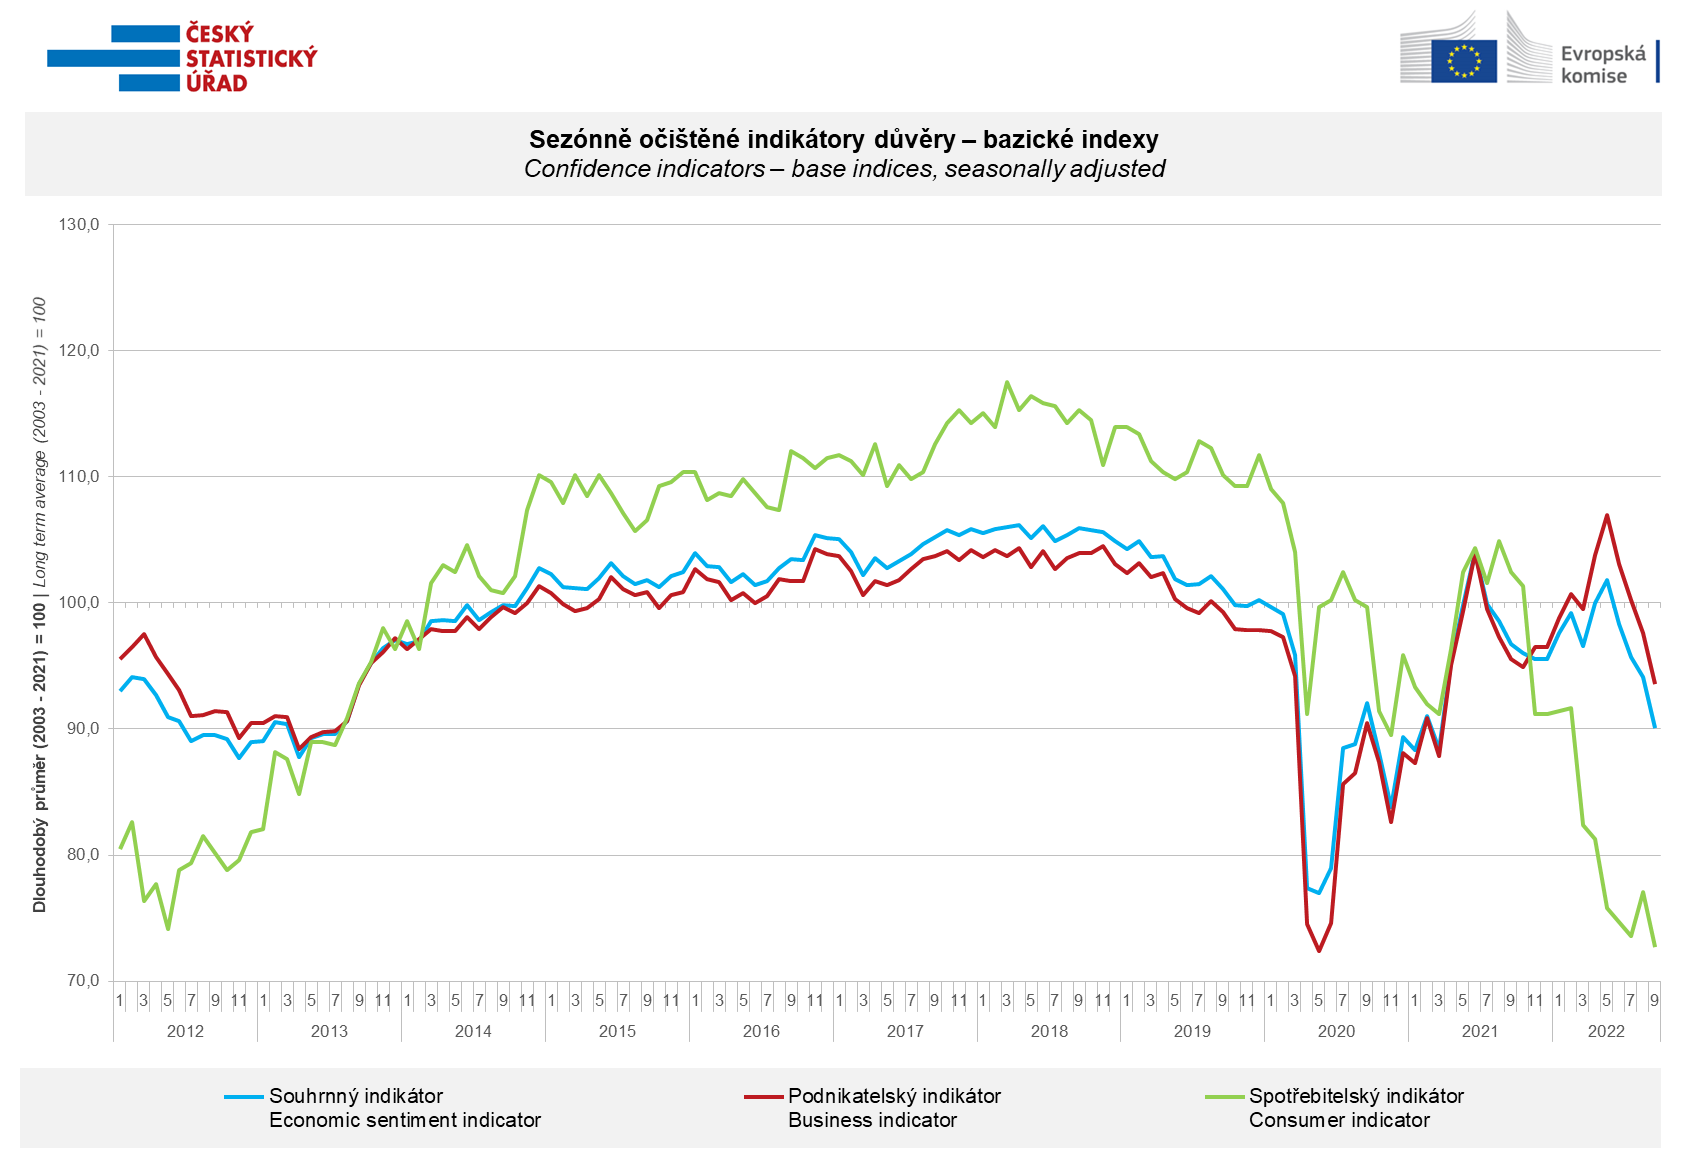 ČESKÝ
STATISTICKÝ
ÚŘAD
Evropská
komise
Sezónně očištěné indikátory důvěry – bazické indexy
Confidence indicators – base indices, seasonally adjusted
Dlouhodobý průměr (2003 - 2021) = 100 | Long term average (2003 - 2021) = 100
130,0
120,0
110,0
100,0
90,0
80,0
70,0
1 3 5 7 9 11 1 3 5 7 9 11 1 3 5 7 9 11 1 3 5 7 9 11 1 3 5 7 9 11 1 3 5 7 9 11 1 3 5 7 9 11 1 3 5 7 9 11 1 3 5 7 9 11 1 3 5 7 9 11 1 3 5 7 9
2012 2013 2014 2015 2016 2017 2018 2019 2020 2021 2022
Souhrnný indikátor
Economic sentiment indicator
Podnikatelský indikátor
Business indicator
Spotřebitelský indikátor
Consumer indicator